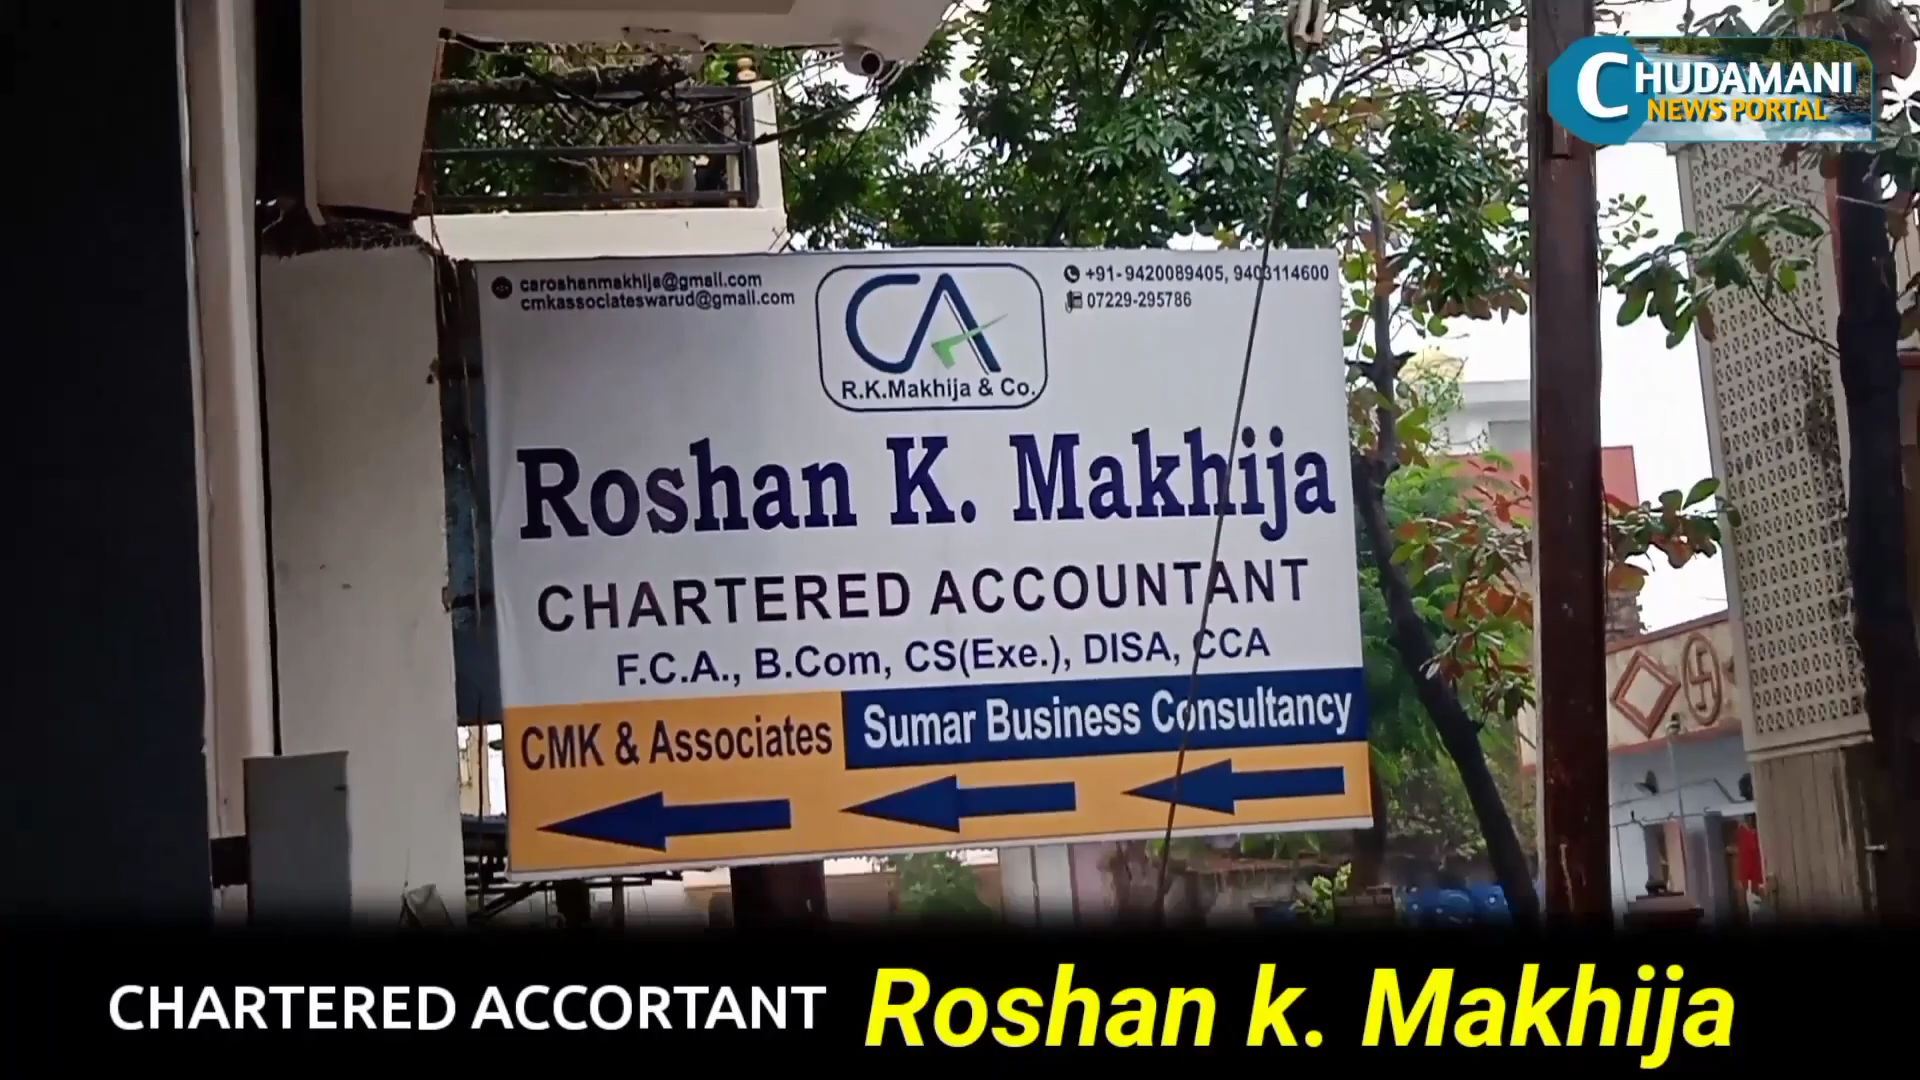 CHUDAMANI
NEWS PORTAL
caroshanmakhija@gmail.com
cmkassociateswarud@gmail.com
CA
R.K.Makhija & Co.
+91-9420089405, 9403114600
07229-295786
Roshan K. Makhija
CHARTERED ACCOUNTANT
F.C.A., B.Com, CS(Exe.), DISA, CCA
CMK & Associates
Sumar Business Consultancy
CHARTERED ACCORTANT Roshan k. Makhija